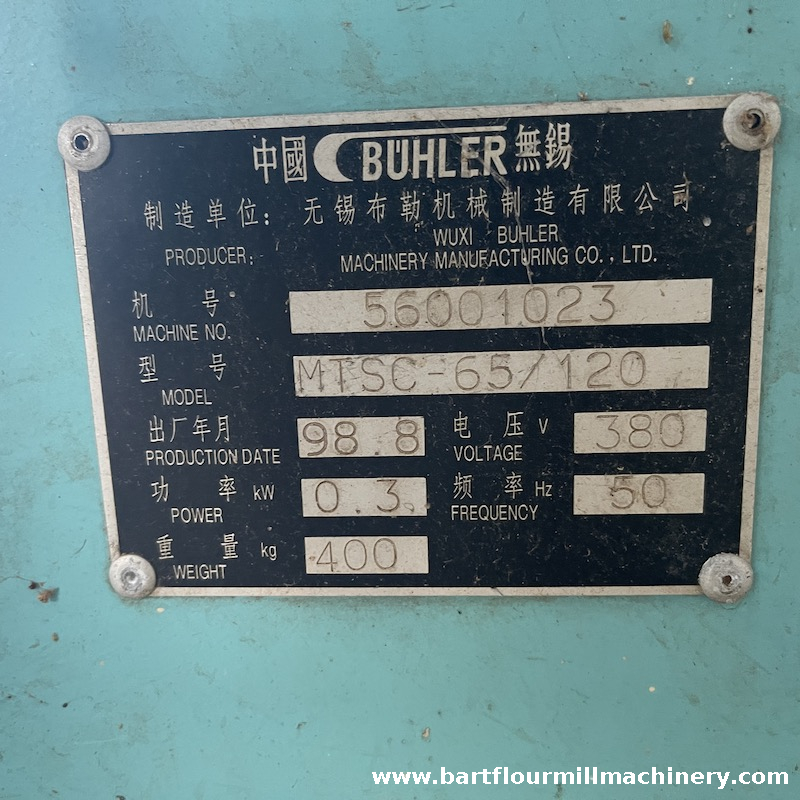 中國 BÜHLER 無錫
制造单位： 无锡布勒机械制造有限公司
PRODUCER: WUXI BUHLER
MACHINERY MANUFACTURING CO., LTD.
机 号 56001023
MACHINE NO.
型 号 MTSC-65/120
MODEL
出厂年月 98.8 电 压 V 380
PRODUCTION DATE VOLTAGE
功 率 kW 0.3 频 率 Hz 50
POWER FREQUENCY
重 量 kg 400
WEIGHT
www.bartflourmillmachinery.com